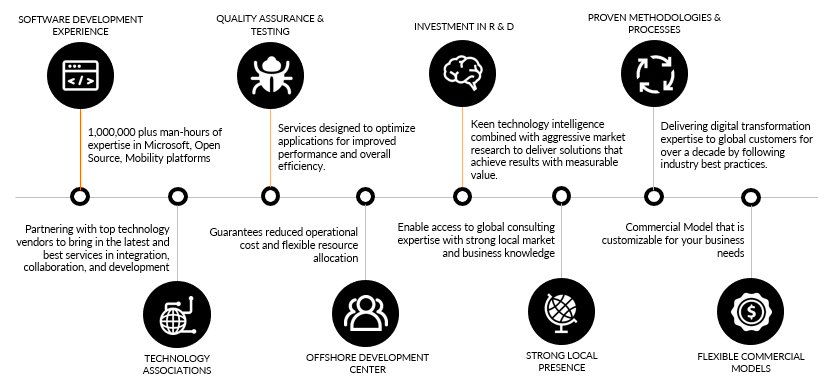 SOFTWARE DEVELOPMENT
EXPERIENCE
1,000,000 plus man-hours of
expertise in Microsoft, Open
Source, Mobility platforms
QUALITY ASSURANCE &
TESTING
Services designed to optimize
applications for improved
performance and overall
efficiency.
INVESTMENT IN R & D
Keen technology intelligence
combined with aggressive market
research to deliver solutions that
achieve results with measurable
value.
PROVEN METHODOLOGIES &
PROCESSES
Delivering digital transformation
expertise to global customers for
over a decade by following
industry best practices.
Partnering with top technology
vendors to bring in the latest and
best services in integration,
collaboration, and development
TECHNOLOGY
ASSOCIATIONS
Guarantees reduced operational
cost and flexible resource
allocation
OFFSHORE DEVELOPMENT
CENTER
Enable access to global consulting
expertise with strong local market
and business knowledge
STRONG LOCAL
PRESENCE
Commercial Model that is
customizable for your business
needs
$
FLEXIBLE COMMERCIAL
MODELS